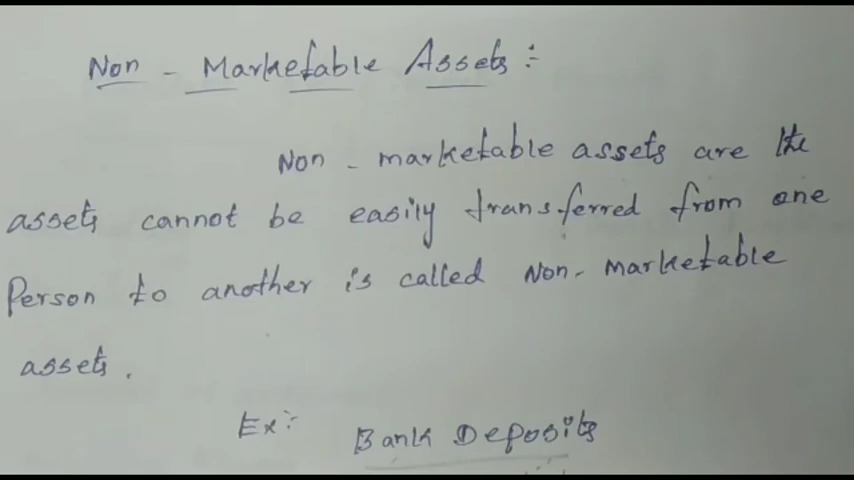 Non - Marketable Assets :-
Non - marketable assets are the
assets cannot be easily transferred from one
Person to another is called Non- marketable
assets.
Ex:- Bank Deposits